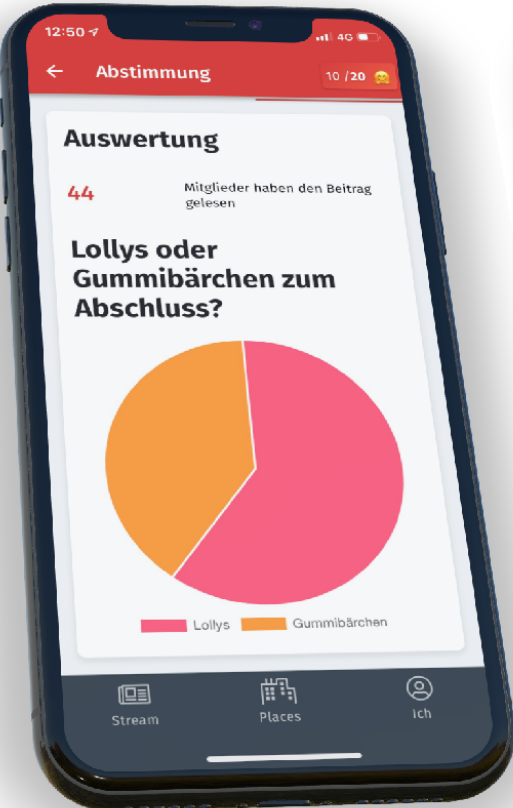 12:50
4G
Abstimmung
10 /20
Auswertung
44
Mitglieder haben den Beitrag
gelesen
Lollys oder
Gummibärchen zum
Abschluss?
Lollys
Gummibärchen
Stream
Places
Ich